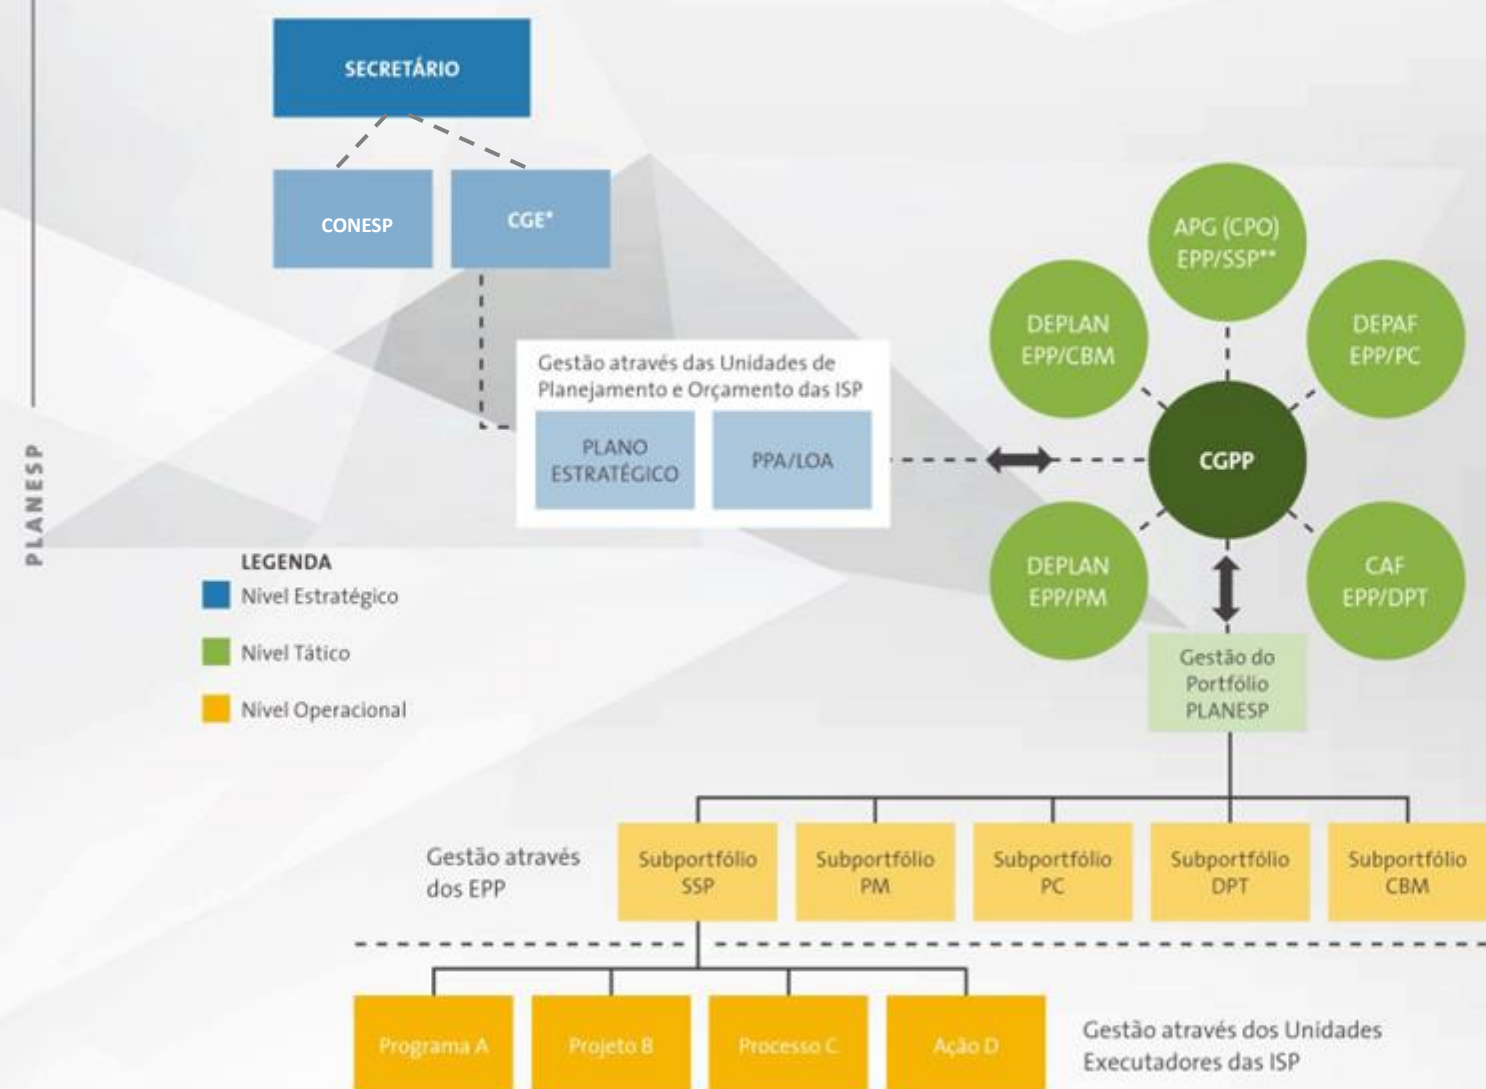 SECRETÁRIO
CONESP
CGE*
APG (CPO)
EPP/SSP**
DEPLAN
EPP/CBM
DEPAF
EPP/PC
Gestão através das Unidades de
Planejamento e Orçamento das ISP
PLANO
ESTRATÉGICO
PPA/LOA
CGPP
PLANESP
DEPLAN
EPP/PM
CAF
EPP/DPT
LEGENDA
Nível Estratégico
Nível Tático
Nível Operacional
Gestão do
Portfólio
PLANESP
Gestão através
dos EPP
Subportfólio
SSP
Subportfólio
PM
Subportfólio
PC
Subportfólio
DPT
Subportfólio
CBM
Programa A
Projeto B
Processo C
Ação D
Gestão através dos Unidades
Executadores das ISP